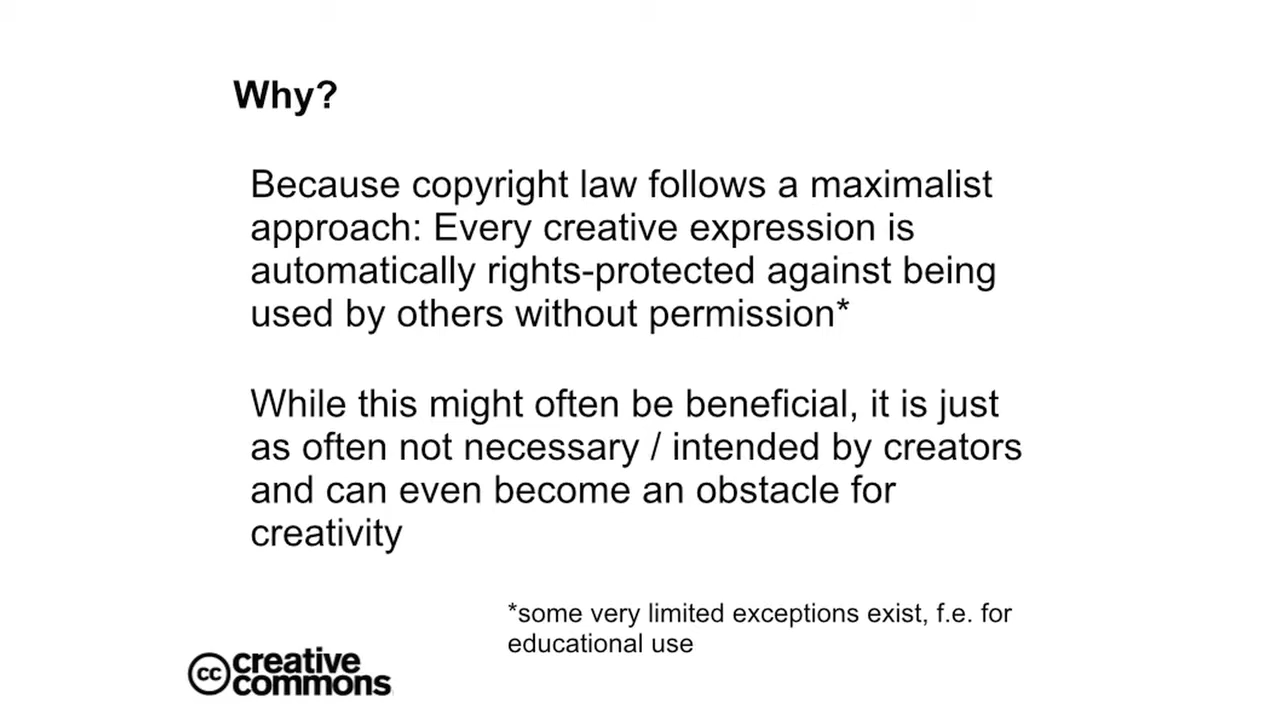 Why?
Because copyright law follows a maximalist
approach: Every creative expression is
automatically rights-protected against being
used by others without permission*
While this might often be beneficial, it is just
as often not necessary / intended by creators
and can even become an obstacle for
creativity
*some very limited exceptions exist, f.e. for
educational use
cc creative
commons